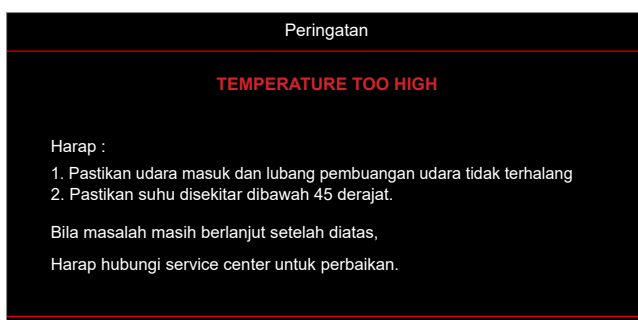 Peringatan
TEMPERATURE TOO HIGH
Harap :
1. Pastikan udara masuk dan lubang pembuangan udara tidak terhalang
2. Pastikan suhu disekitar dibawah 45 derajat.
Bila masalah masih berlanjut setelah diatas,
Harap hubungi service center untuk perbaikan.